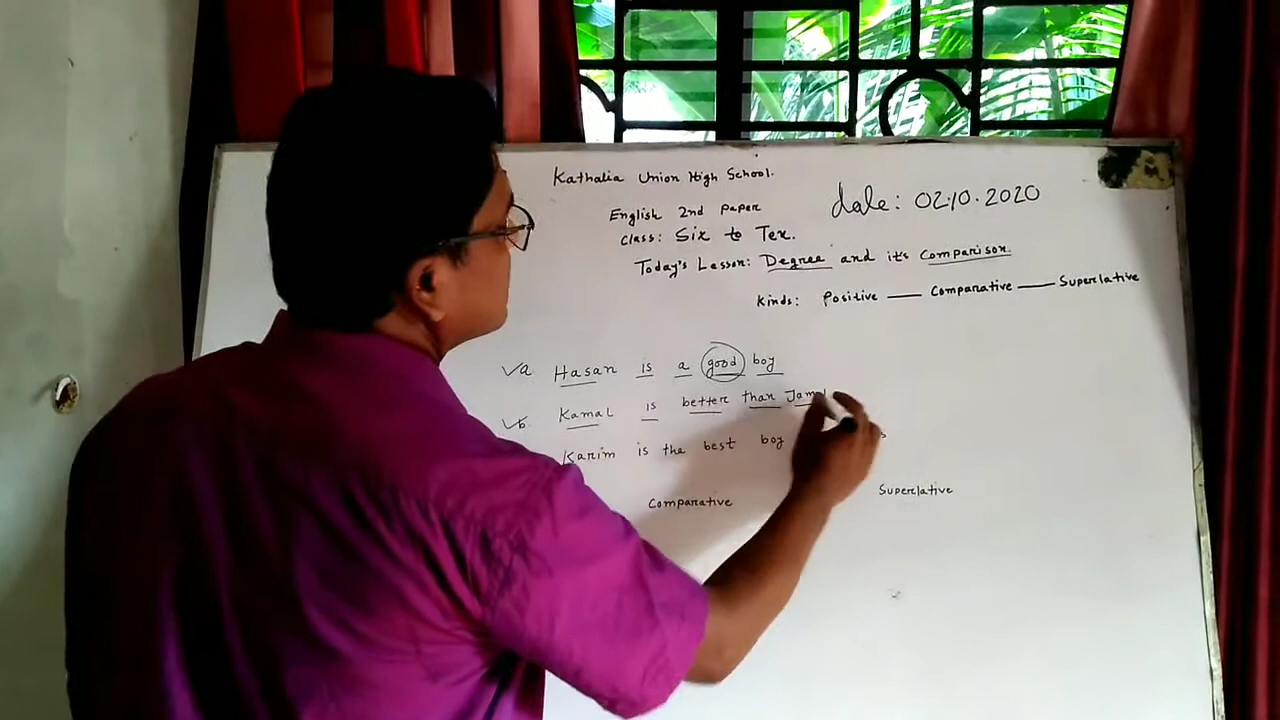 Kathalia Union High School.
date: 02.10.2020
English 2nd Paper
Class: Six to Ten.
Today's Lesson: Degree and it's Comparison.
Kinds: Positive — Comparative — Superlative
a Hasan is a good boy
b. Kamal is better than Jamal
Karim is the best boy
Comparative Superlative